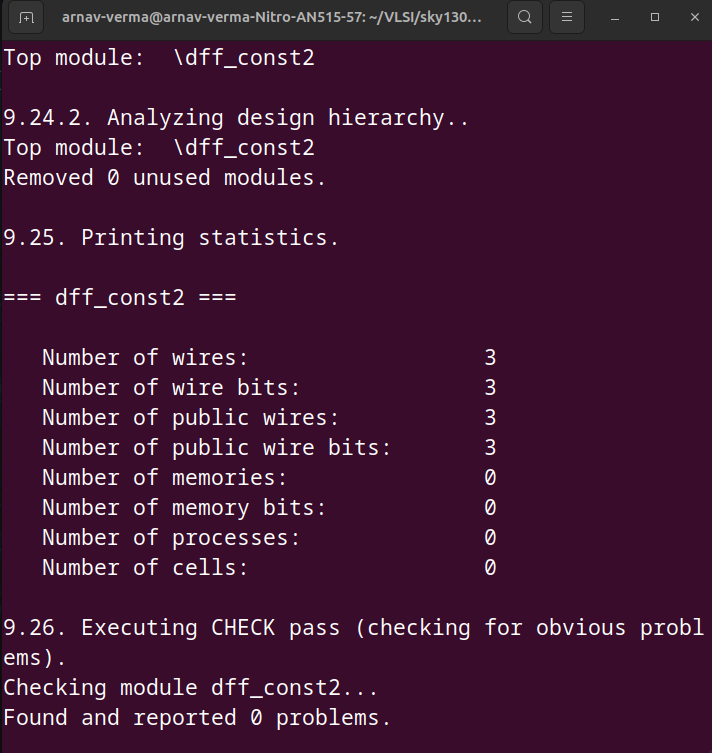 arnav-verma@arnav-verma-Nitro-AN515-57: ~/VLSI/sky130...
Top module:  \dff_const2
9.24.2. Analyzing design hierarchy..
Top module:  \dff_const2
Removed 0 unused modules.
9.25. Printing statistics.
=== dff_const2 ===
Number of wires: 3
Number of wire bits: 3
Number of public wires: 3
Number of public wire bits: 3
Number of memories: 0
Number of memory bits: 0
Number of processes: 0
Number of cells: 0
9.26. Executing CHECK pass (checking for obvious probl
ems).
Checking module dff_const2...
Found and reported 0 problems.